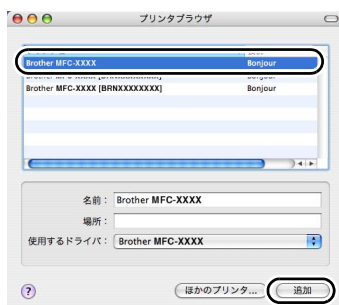 プリンタブラウザ
Brother MFC-XXXX Bonjour
Brother MFC-XXXX [BRNXXXXXXXX] Bonjour
名前： Brother MFC-XXXX
場所：
使用するドライバ： Brother MFC-XXXX
? ほかのプリンタ... 追加